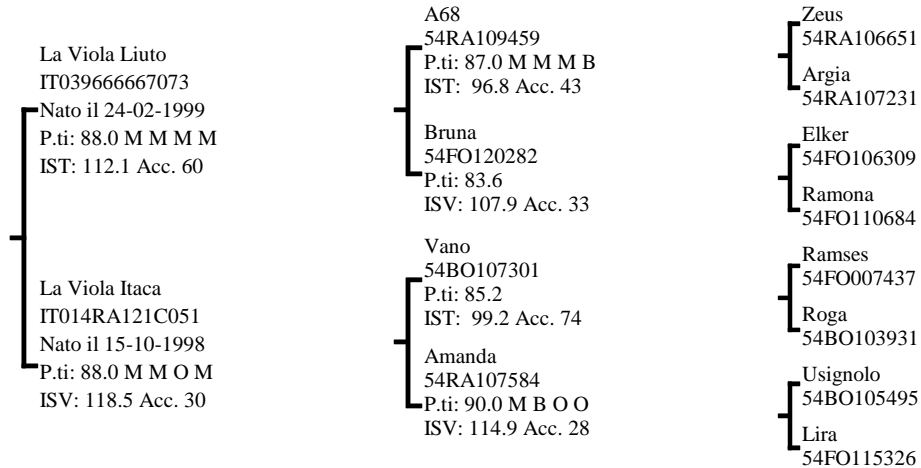 La Viola Liuto
IT039666667073
Nato il 24-02-1999
P.ti: 88.0 M M M M
IST: 112.1 Acc. 60
La Viola Itaca
IT014RA121C051
Nato il 15-10-1998
P.ti: 88.0 M M O M
ISV: 118.5 Acc. 30
A68
54RA109459
P.ti: 87.0 M M M B
IST: 96.8 Acc. 43
Bruna
54FO120282
P.ti: 83.6
ISV: 107.9 Acc. 33
Vano
54BO107301
P.ti: 85.2
IST: 99.2 Acc. 74
Amanda
54RA107584
P.ti: 90.0 M B O O
ISV: 114.9 Acc. 28
Zeus
54RA106651
Argia
54RA107231
Elker
54FO106309
Ramona
54FO110684
Ramses
54FO007437
Roga
54BO103931
Usignolo
54BO105495
Lira
54FO115326